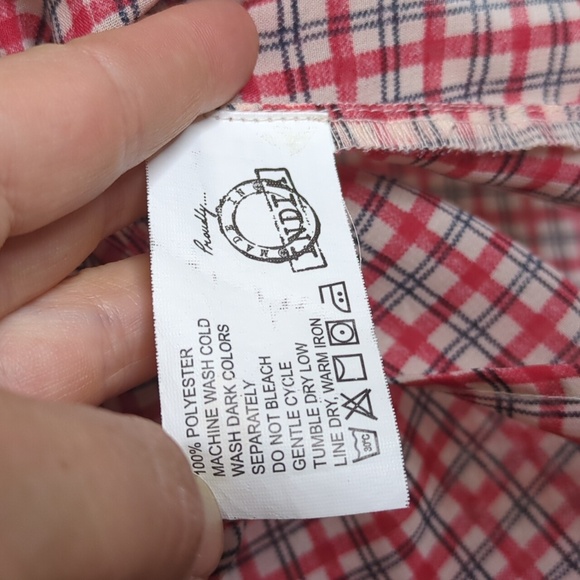 Proudly...
MADE IN
INDIA
100% POLYESTER
MACHINE WASH COLD
WASH DARK COLORS
SEPARATELY
DO NOT BLEACH
GENTLE CYCLE
TUMBLE DRY LOW
LINE DRY, WARM IRON
30°C